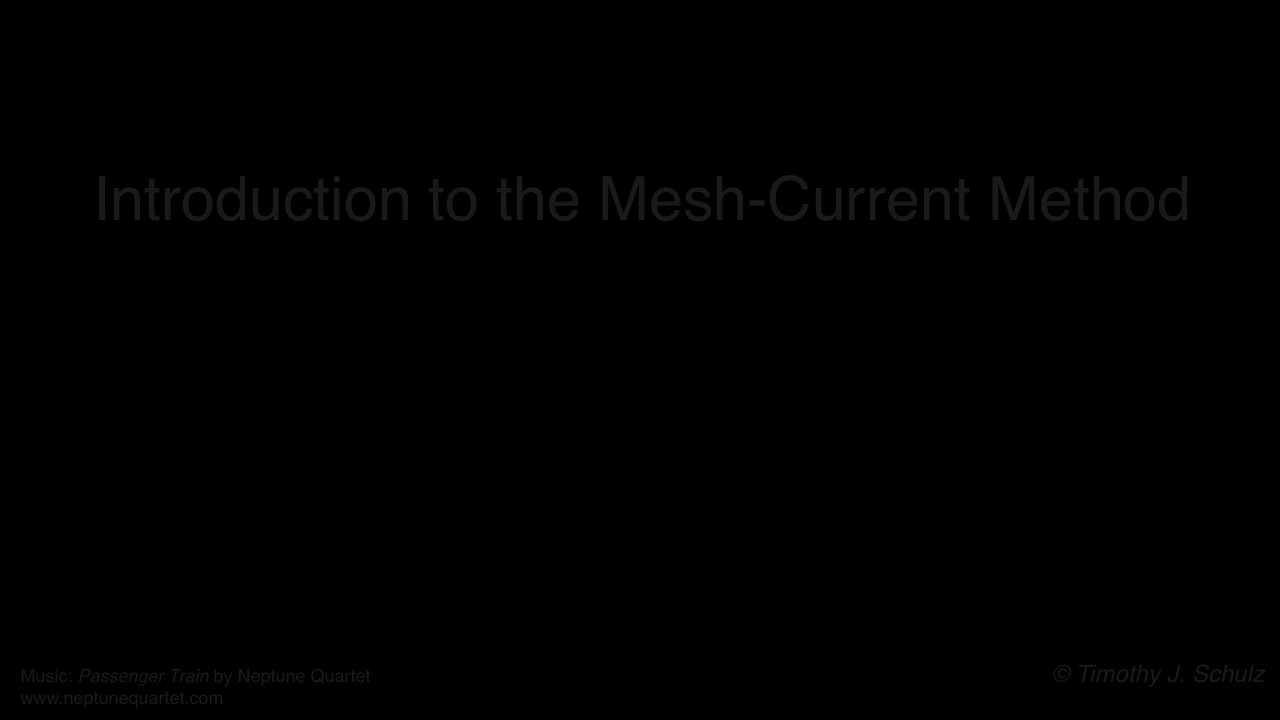 Introduction to the Mesh-Current Method
Music: Passenger Train by Neptune Quartet
www.neptunequartet.com
© Timothy J. Schulz